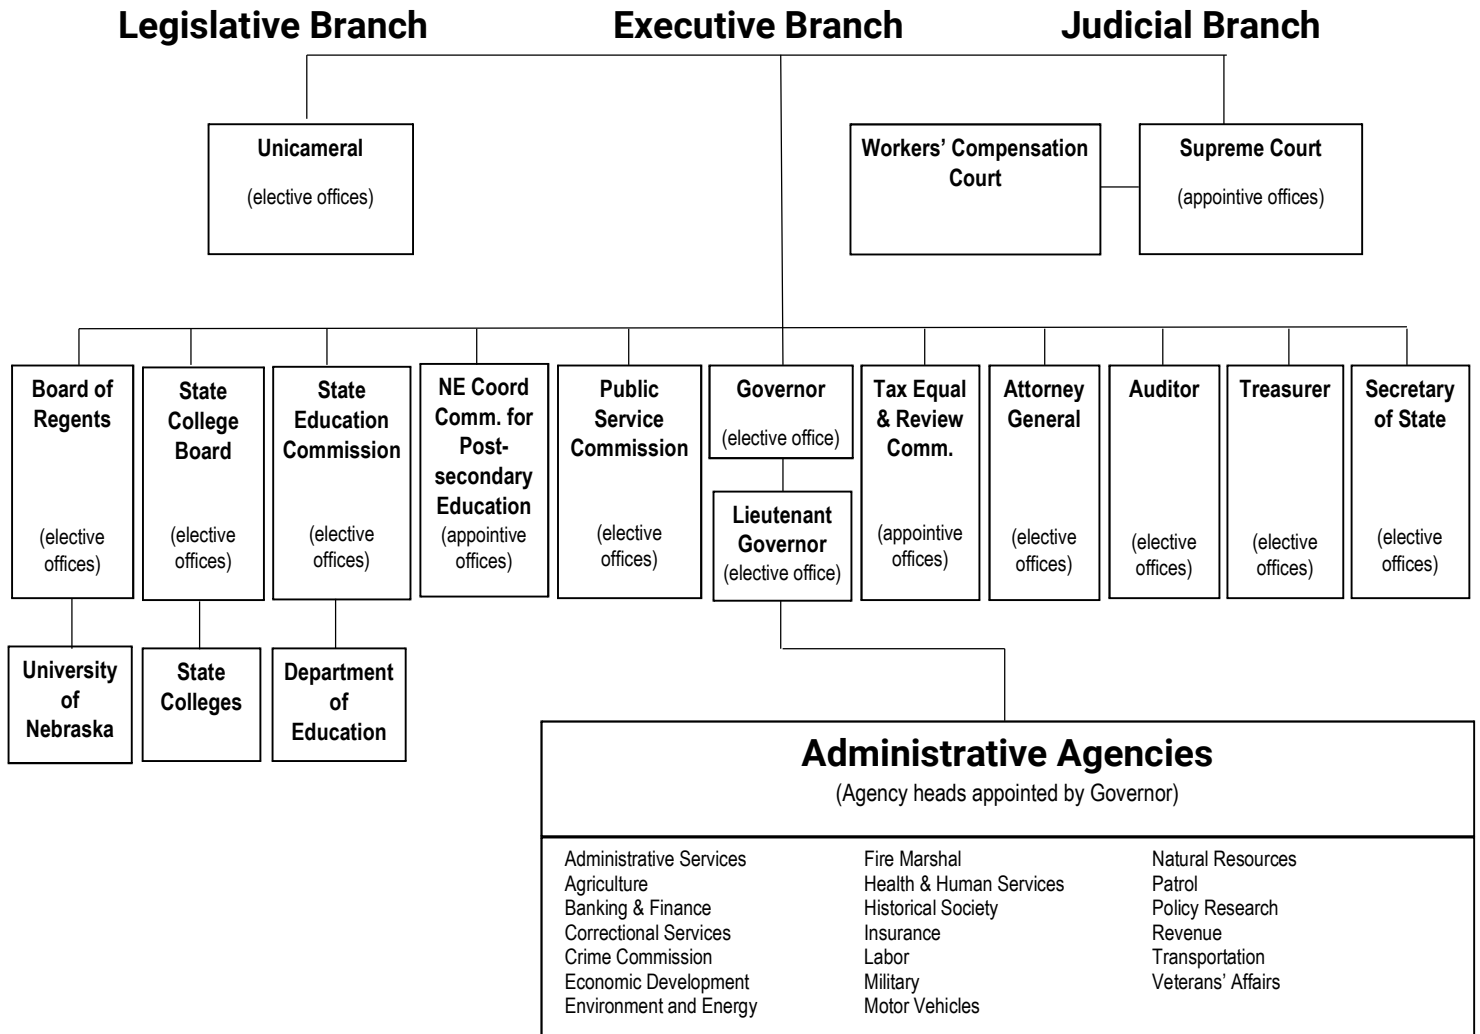 Legislative Branch
Executive Branch
Judicial Branch
Unicameral
(elective offices)
Workers’ Compensation
Court
Supreme Court
(appointive offices)
Board of
Regents
(elective
offices)
State
College
Board
(elective
offices)
State
Education
Commission
(elective
offices)
NE Coord
Comm. for
Post-
secondary
Education
(appointive
offices)
Public
Service
Commission
(elective
offices)
Governor
(elective office)
Lieutenant
Governor
(elective office)
Tax Equal
& Review
Comm.
(appointive
offices)
Attorney
General
(elective
offices)
Auditor
(elective
offices)
Treasurer
(elective
offices)
Secretary
of State
(elective
offices)
University
of
Nebraska
State
Colleges
Department
of
Education
Administrative Agencies
(Agency heads appointed by Governor)
Administrative Services
Agriculture
Banking & Finance
Correctional Services
Crime Commission
Economic Development
Environment and Energy
Fire Marshal
Health & Human Services
Historical Society
Insurance
Labor
Military
Motor Vehicles
Natural Resources
Patrol
Policy Research
Revenue
Transportation
Veterans’ Affairs